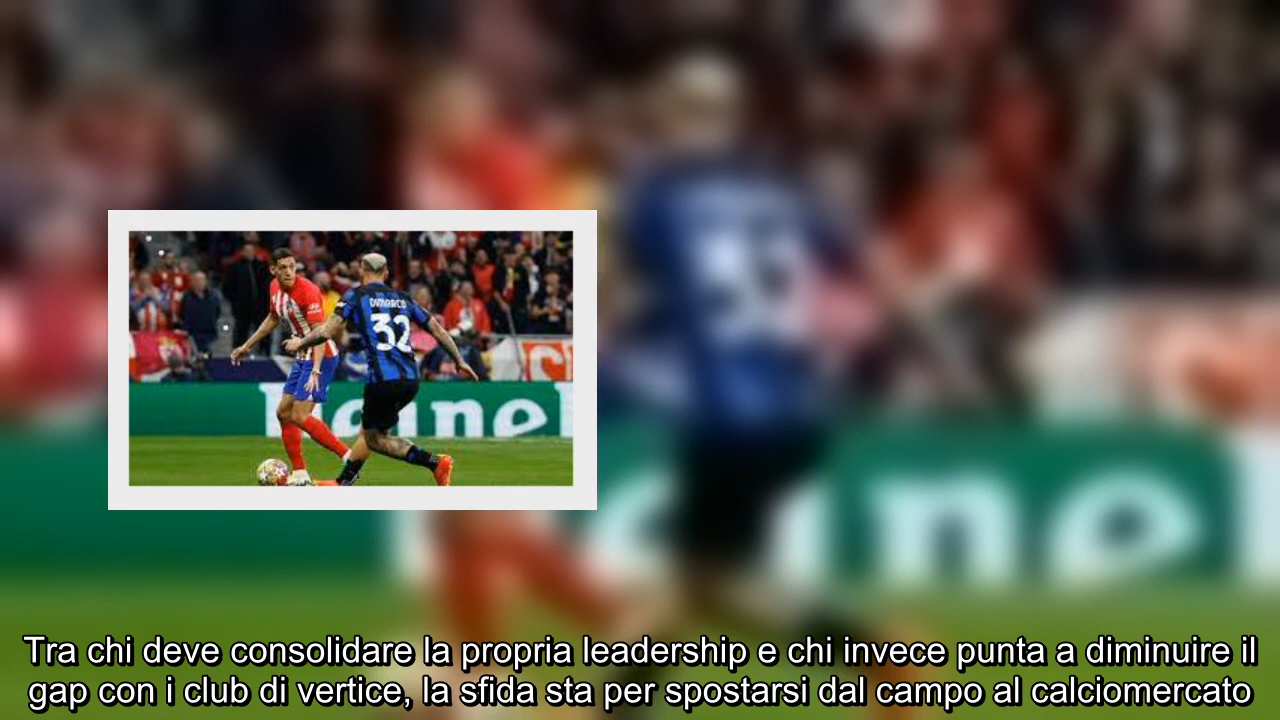 DIMARCO
32
Heineken
Tra chi deve consolidare la propria leadership e chi invece punta a diminuire il
gap con i club di vertice, la sfida sta per spostarsi dal campo al calciomercato